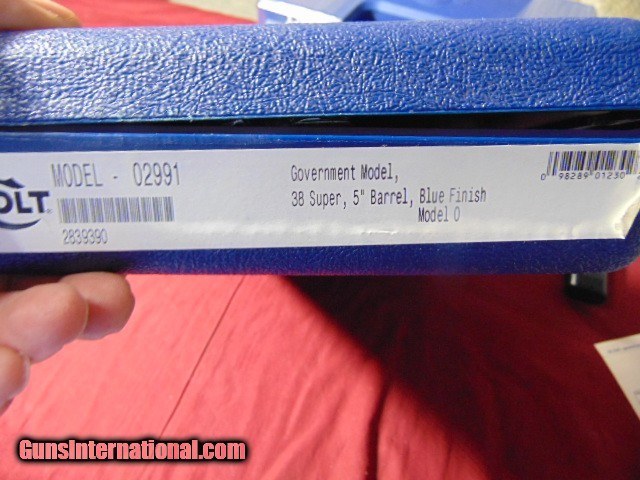 MODEL - 02991
OLT
2839390
Government Model,
38 Super, 5" Barrel, Blue Finish
Model O
0 98289 01230
GunsInternational.com